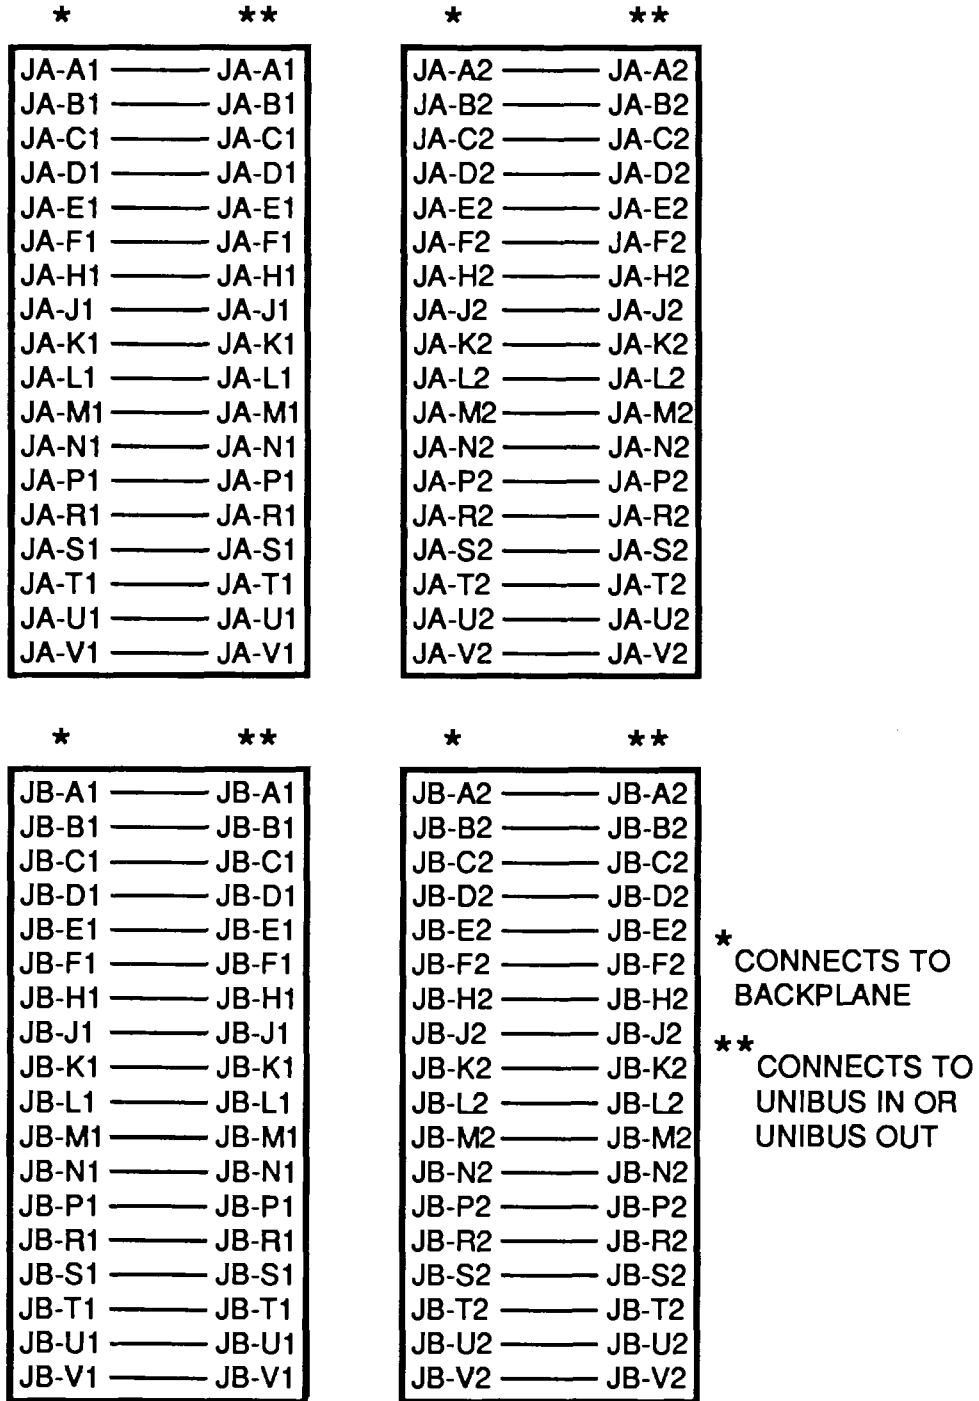 * ** * **
JA-A1 JA-A1 JA-A2 JA-A2
JA-B1 JA-B1 JA-B2 JA-B2
JA-C1 JA-C1 JA-C2 JA-C2
JA-D1 JA-D1 JA-D2 JA-D2
JA-E1 JA-E1 JA-E2 JA-E2
JA-F1 JA-F1 JA-F2 JA-F2
JA-H1 JA-H1 JA-H2 JA-H2
JA-J1 JA-J1 JA-J2 JA-J2
JA-K1 JA-K1 JA-K2 JA-K2
JA-L1 JA-L1 JA-L2 JA-L2
JA-M1 JA-M1 JA-M2 JA-M2
JA-N1 JA-N1 JA-N2 JA-N2
JA-P1 JA-P1 JA-P2 JA-P2
JA-R1 JA-R1 JA-R2 JA-R2
JA-S1 JA-S1 JA-S2 JA-S2
JA-T1 JA-T1 JA-T2 JA-T2
JA-U1 JA-U1 JA-U2 JA-U2
JA-V1 JA-V1 JA-V2 JA-V2
* ** * **
JB-A1 JB-A1 JB-A2 JB-A2
JB-B1 JB-B1 JB-B2 JB-B2
JB-C1 JB-C1 JB-C2 JB-C2
JB-D1 JB-D1 JB-D2 JB-D2
JB-E1 JB-E1 JB-E2 JB-E2
JB-F1 JB-F1 JB-F2 JB-F2
JB-H1 JB-H1 JB-H2 JB-H2
JB-J1 JB-J1 JB-J2 JB-J2
JB-K1 JB-K1 JB-K2 JB-K2
JB-L1 JB-L1 JB-L2 JB-L2
JB-M1 JB-M1 JB-M2 JB-M2
JB-N1 JB-N1 JB-N2 JB-N2
JB-P1 JB-P1 JB-P2 JB-P2
JB-R1 JB-R1 JB-R2 JB-R2
JB-S1 JB-S1 JB-S2 JB-S2
JB-T1 JB-T1 JB-T2 JB-T2
JB-U1 JB-U1 JB-U2 JB-U2
JB-V1 JB-V1 JB-V2 JB-V2
* CONNECTS TO
BACKPLANE
** CONNECTS TO
UNIBUS IN OR
UNIBUS OUT